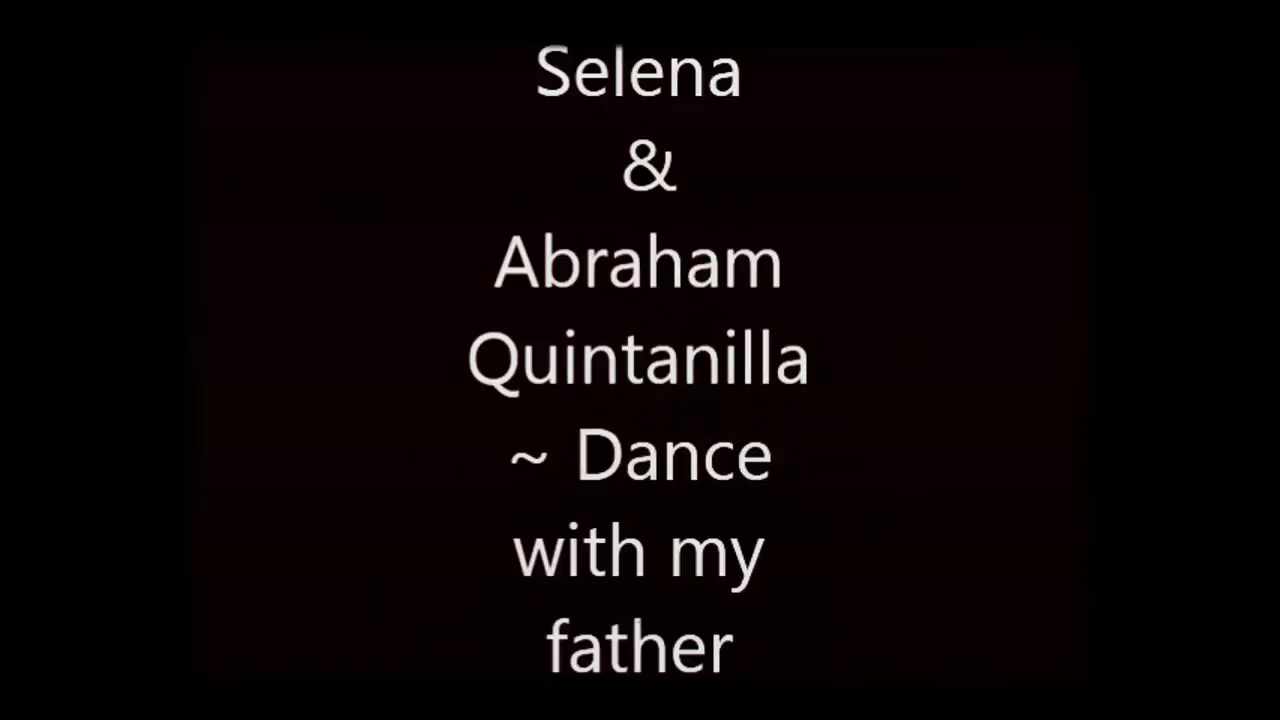 Selena
&
Abraham
Quintanilla
~ Dance
with my
father